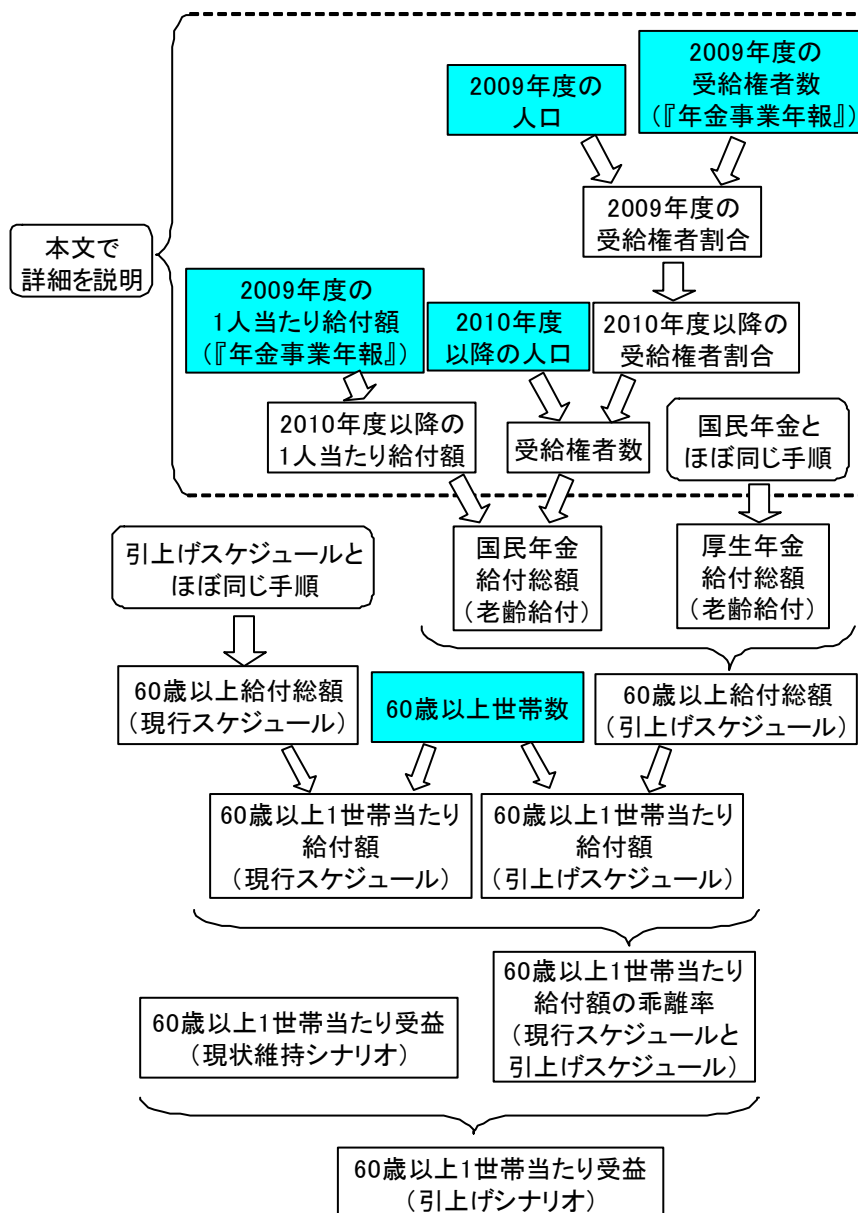 2009年度の
人口
2009年度の
受給権者数
(『年金事業年報』)
2009年度の
受給権者割合
本文で
詳細を説明
2009年度の
1人当たり給付額
(『年金事業年報』)
2010年度
以降の人口
2010年度以降の
受給権者割合
2010年度以降の
1人当たり給付額
受給権者数
国民年金と
ほぼ同じ手順
引上げスケジュールと
ほぼ同じ手順
国民年金
給付総額
(老齢給付)
厚生年金
給付総額
(老齢給付)
60歳以上給付総額
(現行スケジュール)
60歳以上世帯数
60歳以上給付総額
(引上げスケジュール)
60歳以上1世帯当たり
給付額
(現行スケジュール)
60歳以上1世帯当たり
給付額
(引上げスケジュール)
60歳以上1世帯当たり受益
(現状維持シナリオ)
60歳以上1世帯当たり
給付額の乖離率
(現行スケジュールと
引上げスケジュール)
60歳以上1世帯当たり受益
(引上げシナリオ)